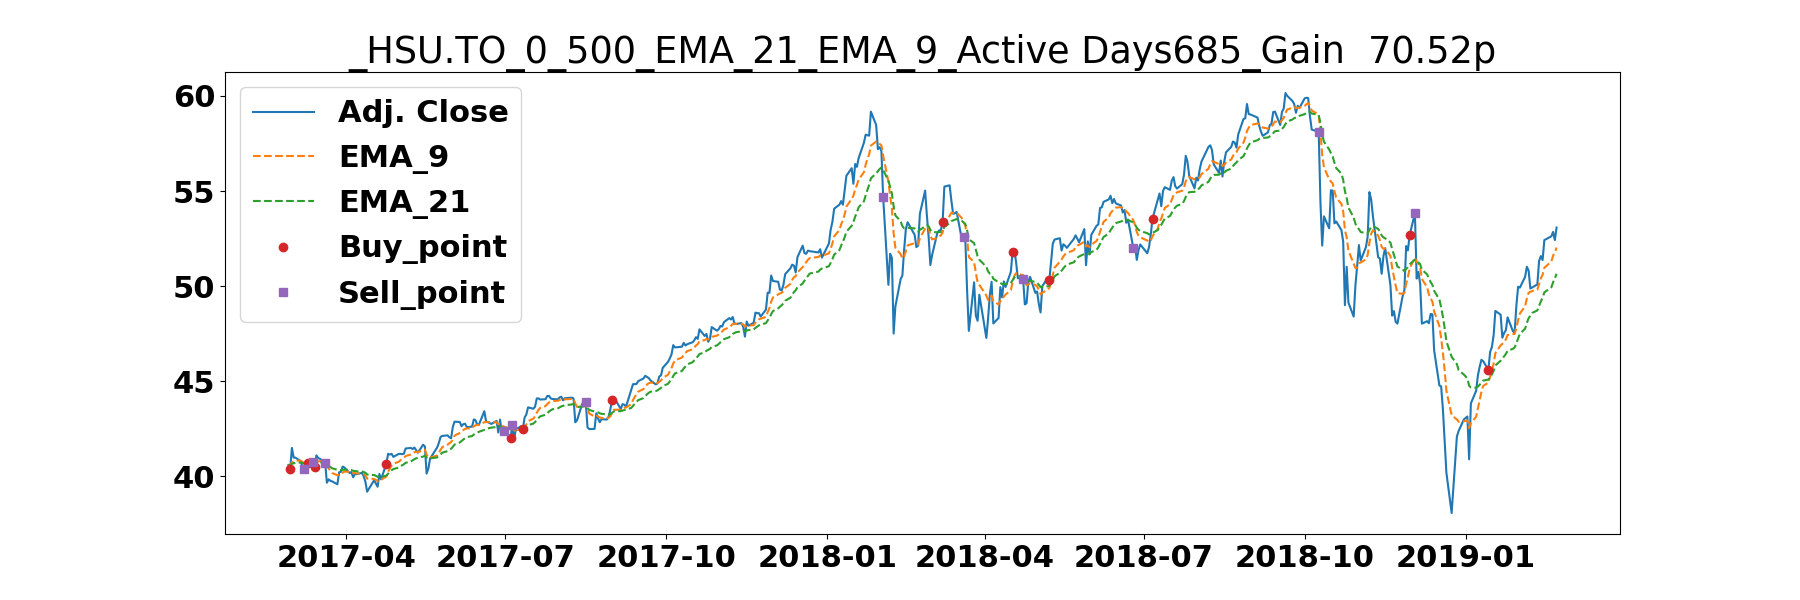 _HSU.TO_0_500_EMA_21_EMA_9_Active Days685_Gain  70.52p
60
55
50
45
40
Adj. Close
EMA_9
EMA_21
Buy_point
Sell_point
2017-04 2017-07 2017-10 2018-01 2018-04 2018-07 2018-10 2019-01